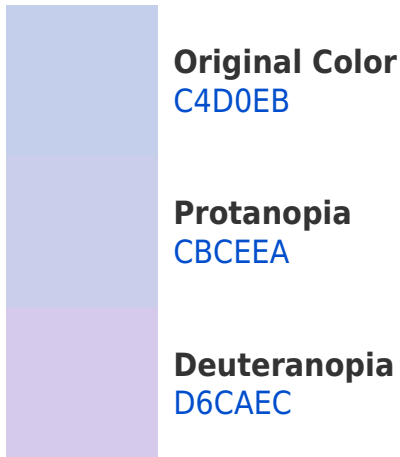 Original Color
C4D0EB
Protanopia
CBCEEA
Deuteranopia
D6CAEC